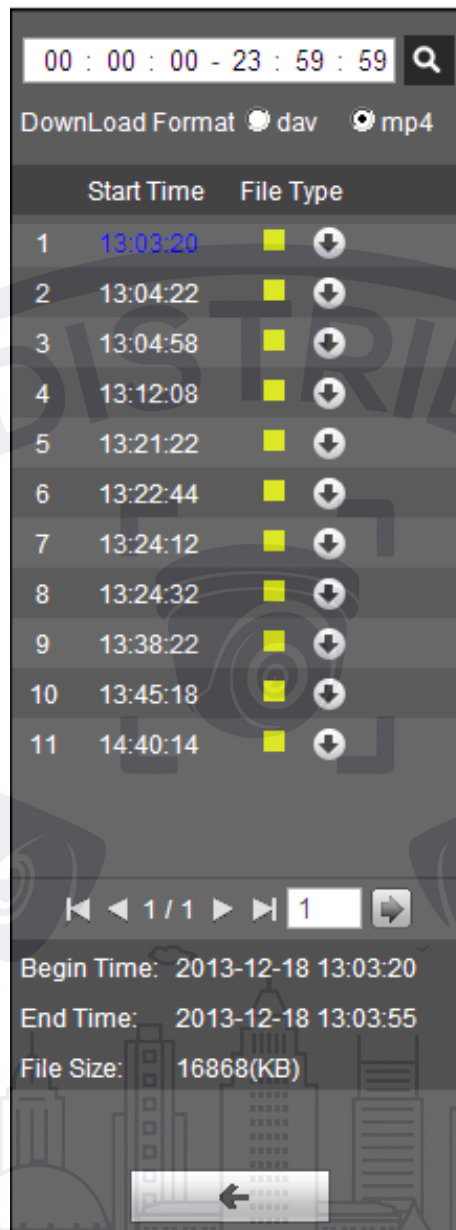 00 : 00 : 00 - 23 : 59 : 59
DownLoad Format dav mp4
Start Time File Type
1 13:03:20
2 13:04:22
3 13:04:58
4 13:12:08
5 13:21:22
6 13:22:44
7 13:24:12
8 13:24:32
9 13:38:22
10 13:45:18
11 14:40:14
1 / 1 1
Begin Time: 2013-12-18 13:03:20
End Time: 2013-12-18 13:03:55
File Size: 16868(KB)